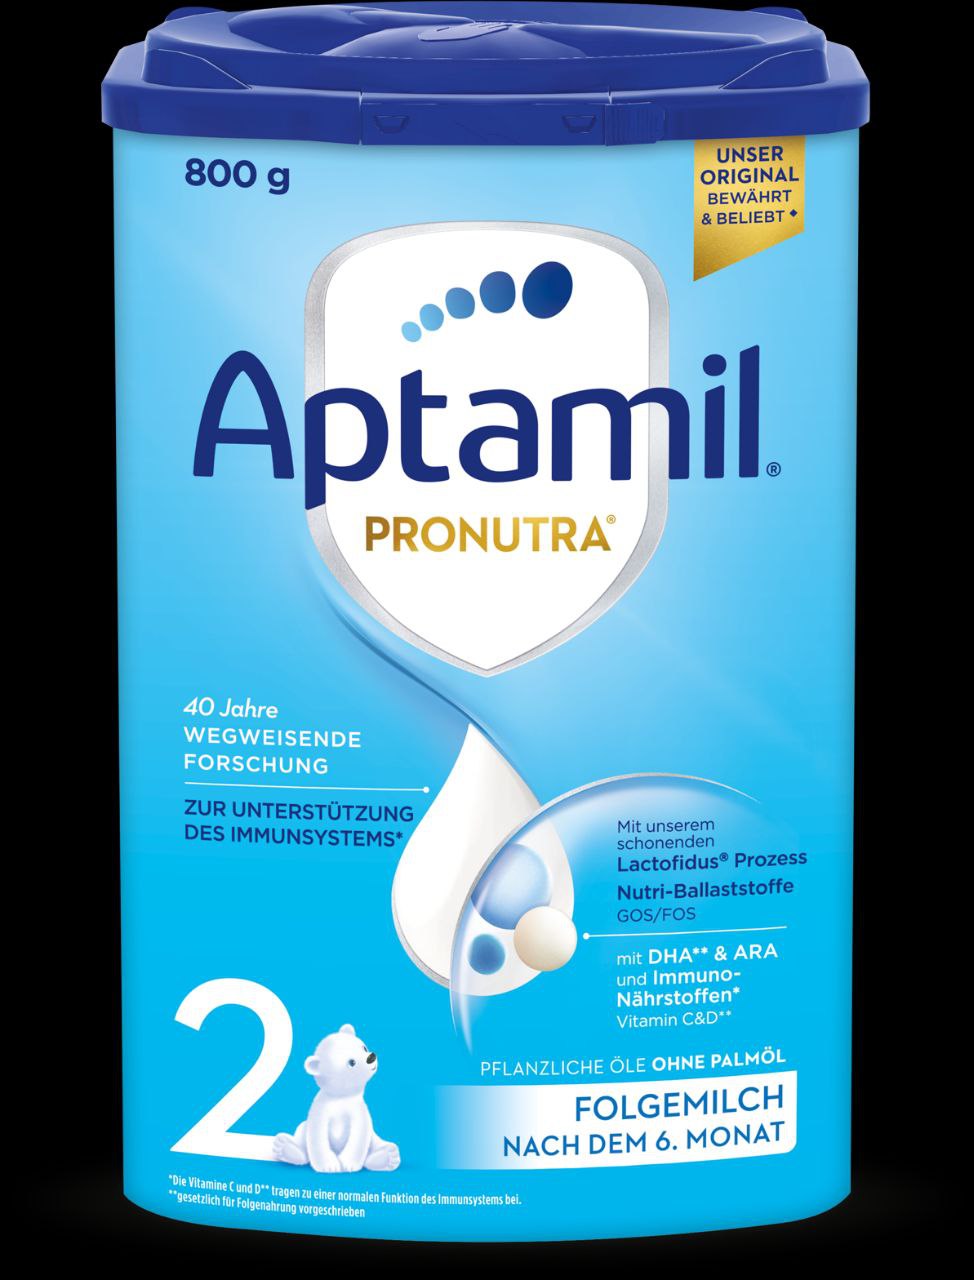 800 g
UNSER
ORIGINAL
BEWÄHRT
& BELIEBT ◆
Aptamil®
PRONUTRA®
40 Jahre
WEGWEISENDE
FORSCHUNG
ZUR UNTERSTÜTZUNG
DES IMMUNSYSTEMS*
Mit unserem
schonenden
Lactofidus® Prozess
Nutri-Ballaststoffe
GOS/FOS
mit DHA** & ARA
und Immuno-
Nährstoffen*
Vitamin C&D**
2
PFLANZLICHE ÖLE OHNE PALMÖL
FOLGEMILCH
NACH DEM 6. MONAT
*Die Vitamine C und D** tragen zu einer normalen Funktion des Immunsystems bei.
**gesetzlich für Folgenahrung vorgeschrieben